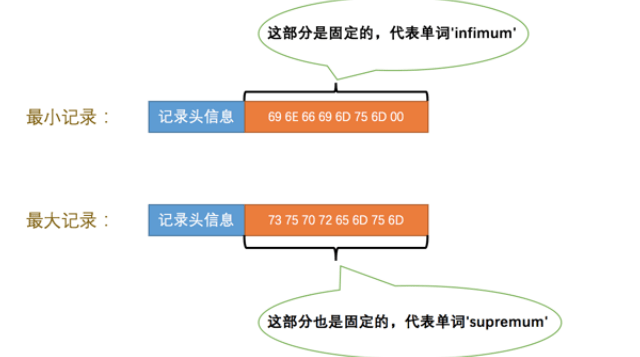 这部分是固定的，代表单词'infimum'
最小记录：
记录头信息
69 6E 66 69 6D 75 6D 00
最大记录：
记录头信息
73 75 70 72 65 6D 75 6D
这部分也是固定的，代表单词'supremum'